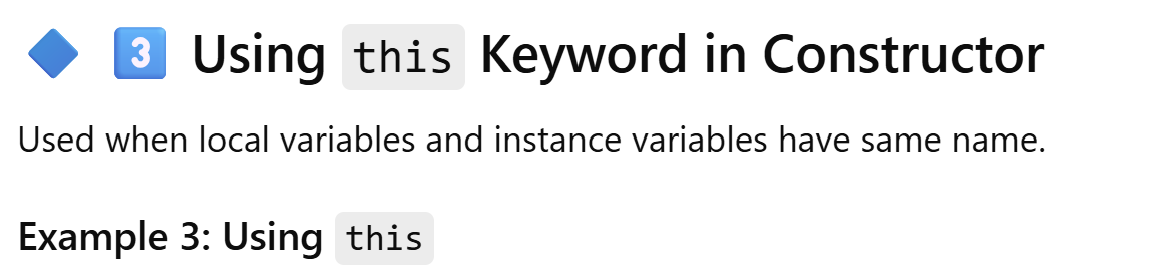 🔷 3️⃣ Using this Keyword in Constructor
Used when local variables and instance variables have same name.
Example 3: Using this